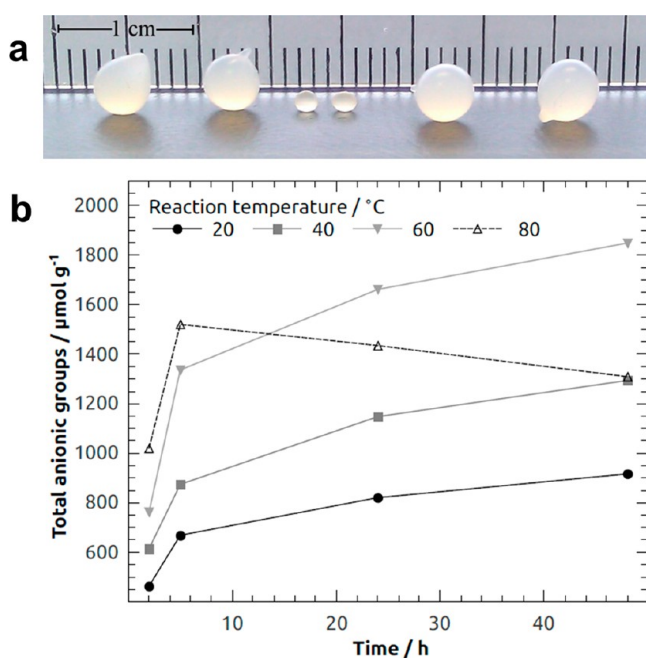 a
1 cm
b
Reaction temperature / °C
20 40 60 80
2000
1800
1600
1400
1200
1000
800
600
Total anionic groups / µmol g⁻¹
10 20 30 40
Time / h